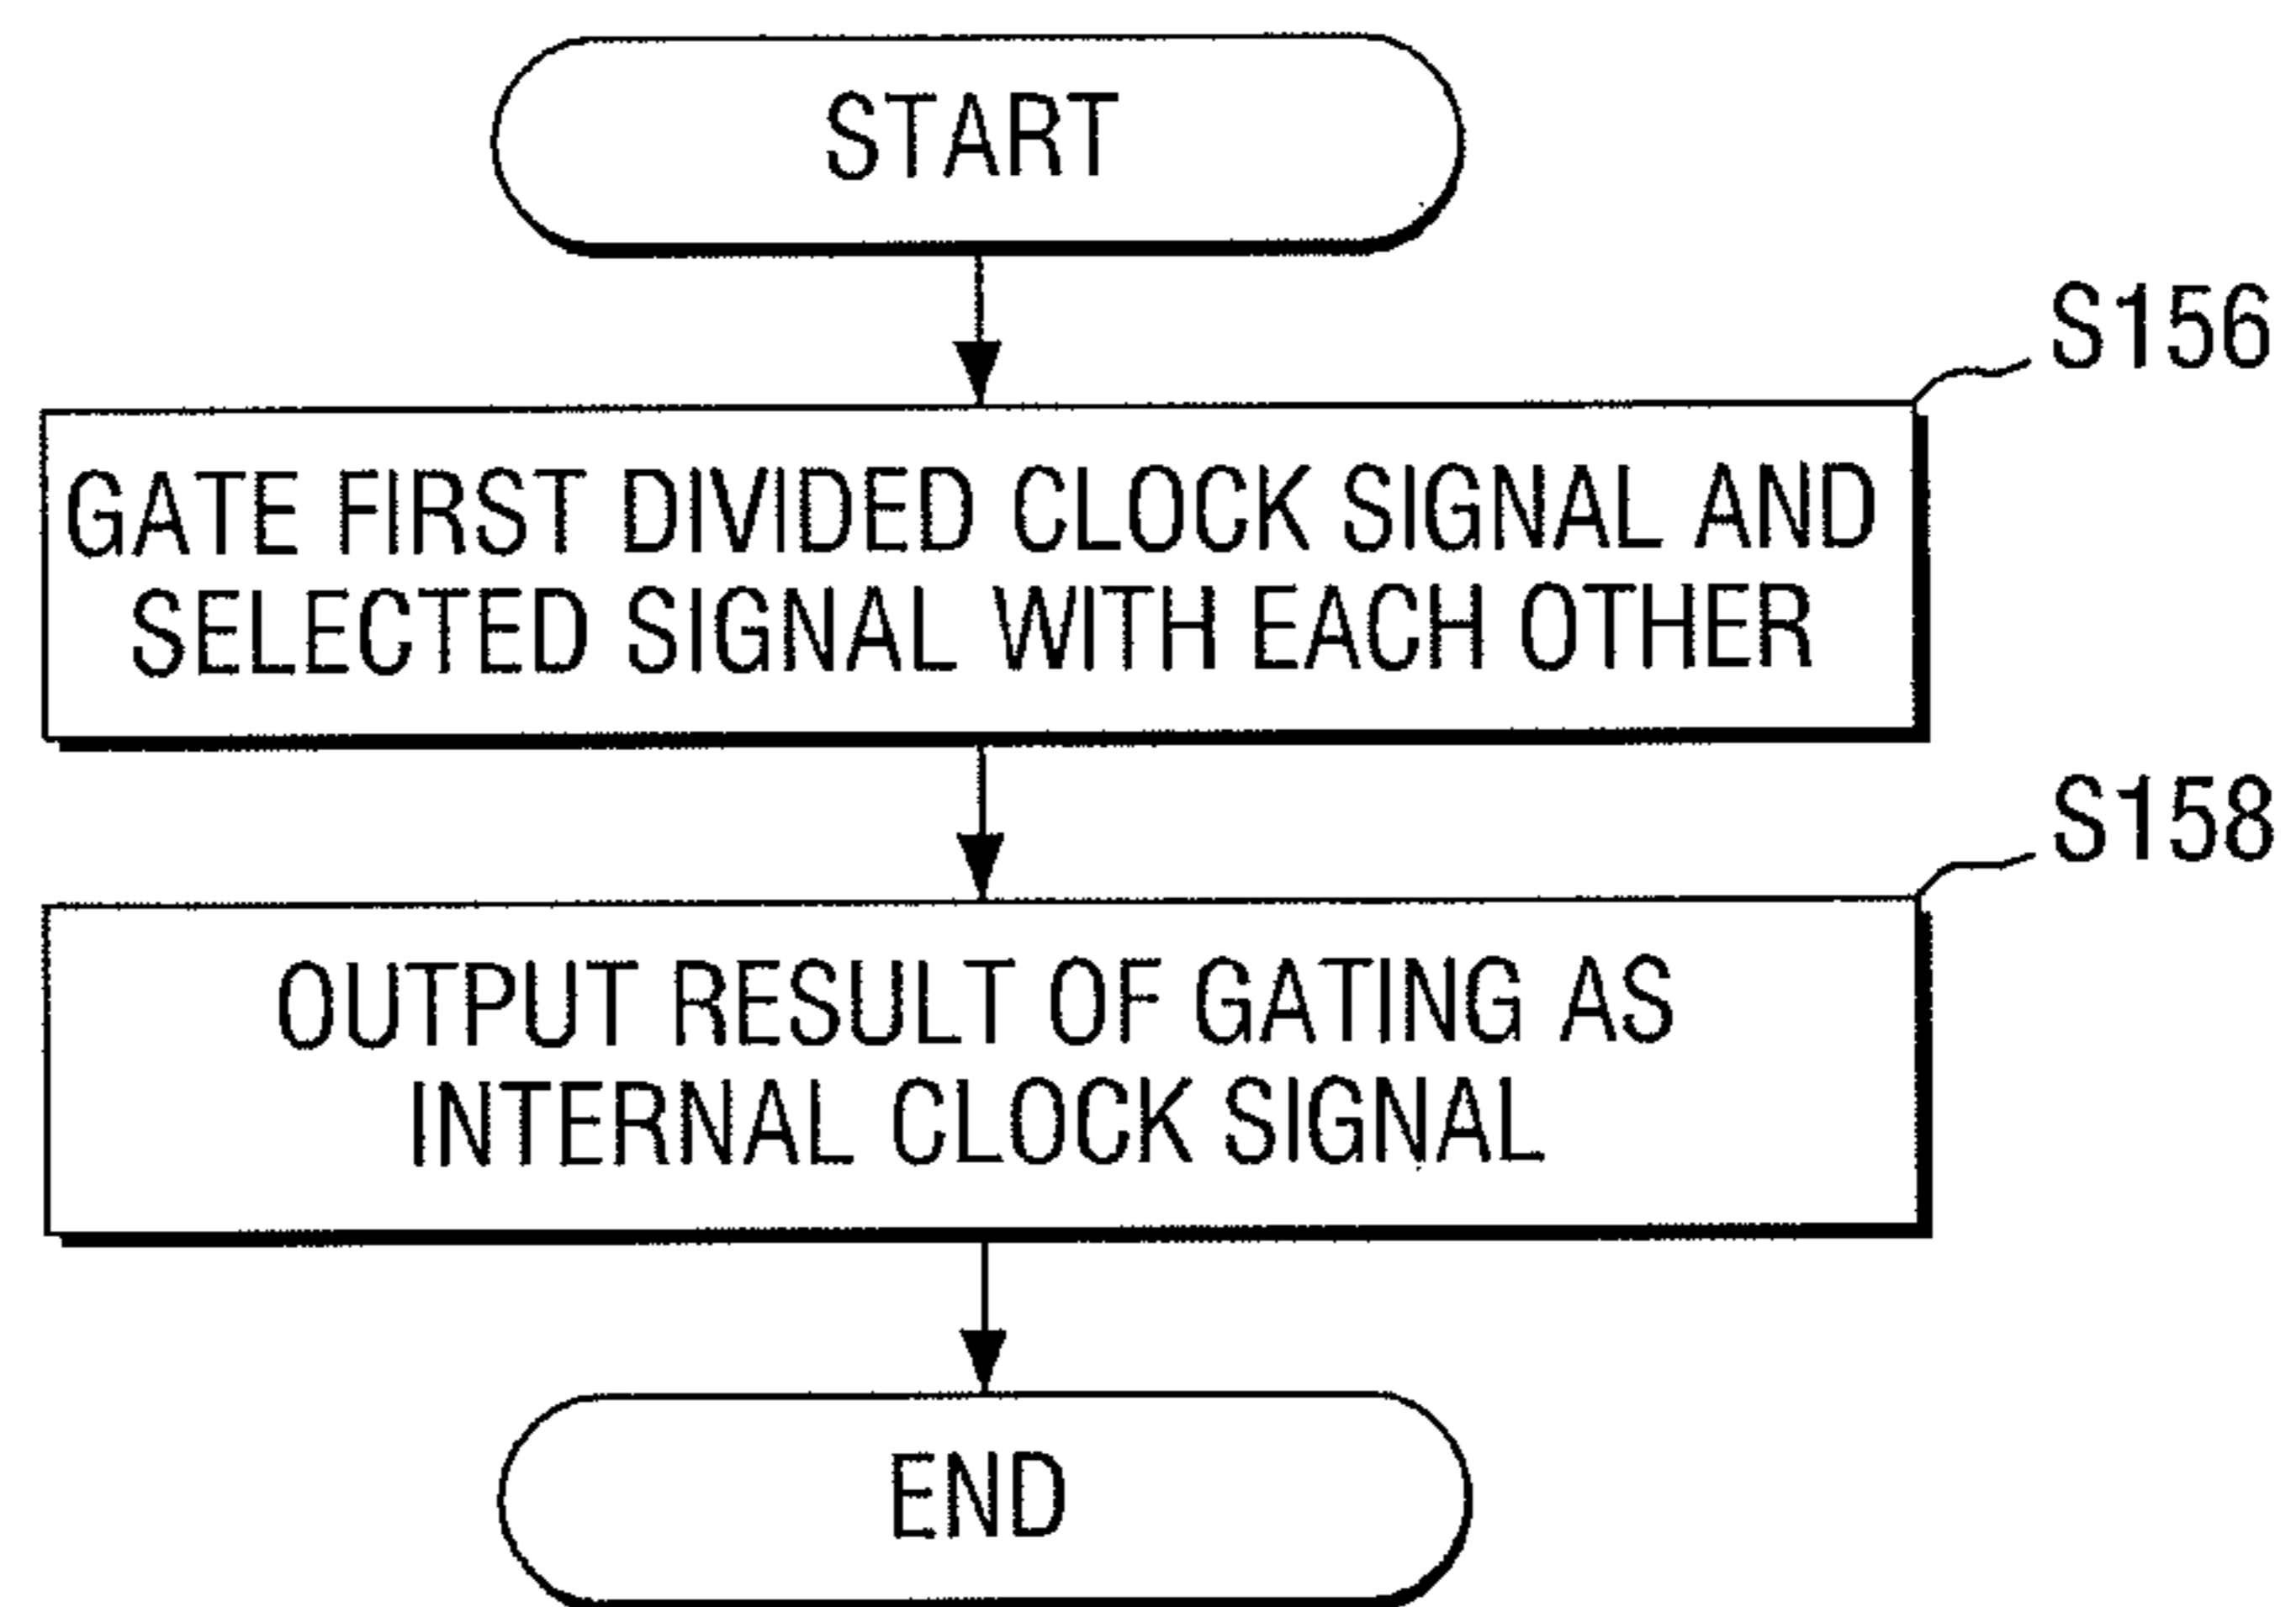 START
S156
GATE FIRST DIVIDED CLOCK SIGNAL AND
SELECTED SIGNAL WITH EACH OTHER
S158
OUTPUT RESULT OF GATING AS
INTERNAL CLOCK SIGNAL
END